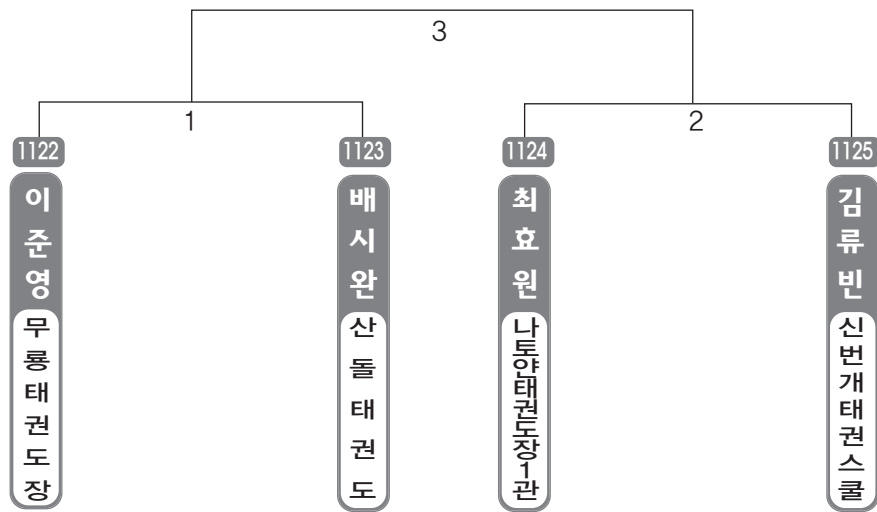 3
1
2
1122
1123
1124
1125
이준영
배시완
최효원
김류빈
무룡태권도장
산돌태권도
나토얀태권도장1관
신번개태권스쿨